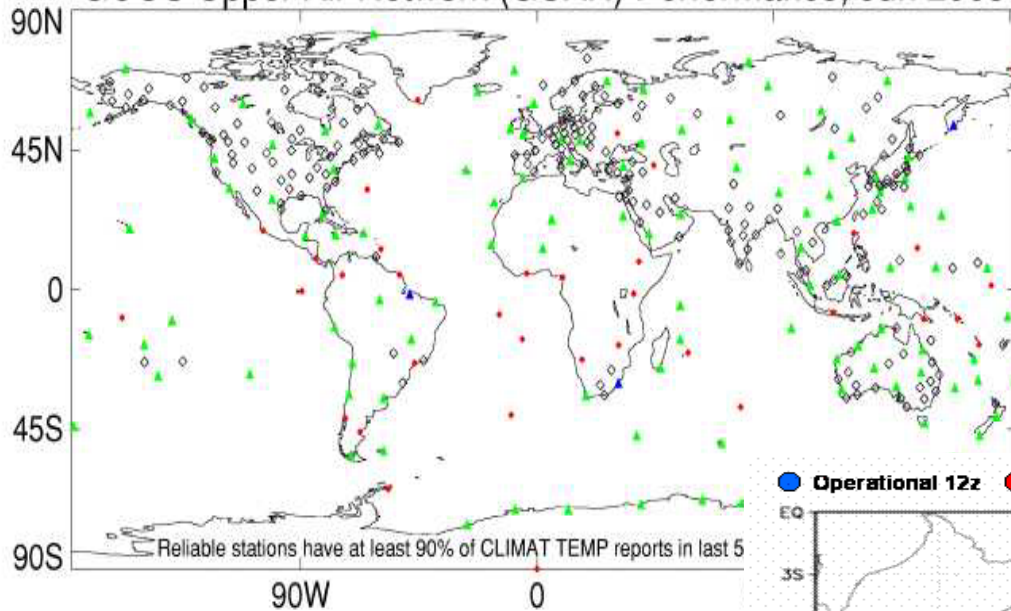 90N
45N
0
45S
90S
Reliable stations have at least 90% of CLIMAT TEMP reports in last 5
90W
0
Operational 12z
EQ
3S